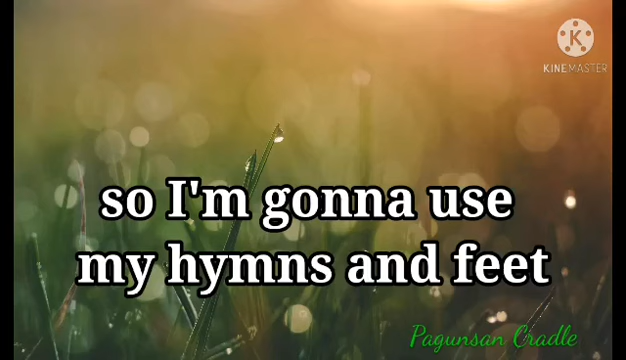 KINEMASTER
so I'm gonna use
my hymns and feet
Pagunsan Cradle